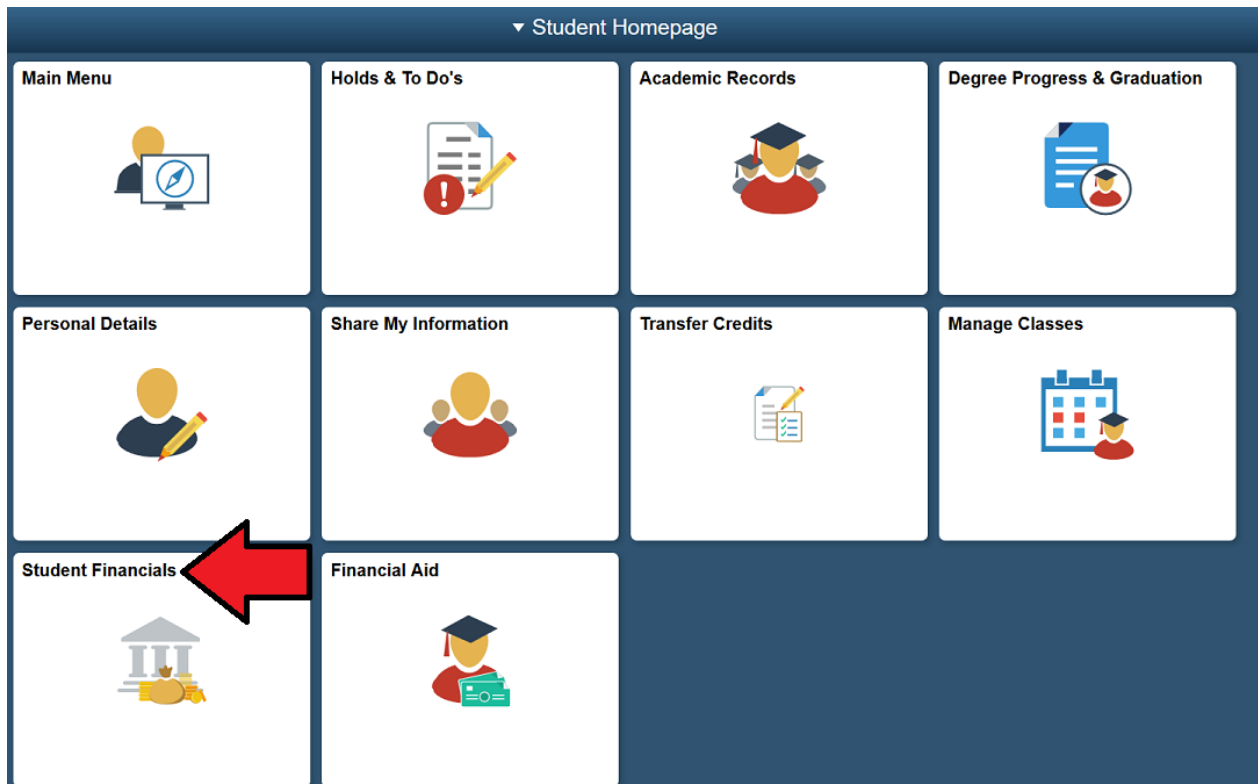 Student Homepage
Main Menu
Holds & To Do's
Academic Records
Degree Progress & Graduation
Personal Details
Share My Information
Transfer Credits
Manage Classes
Student Financials
Financial Aid